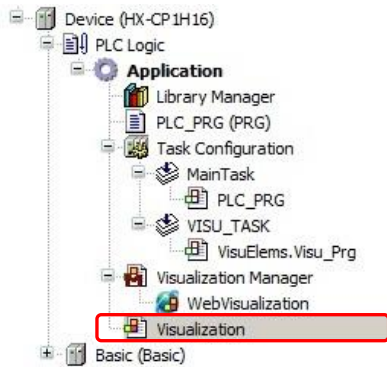 Device (HX-CP1H16)
PLC Logic
Application
Library Manager
PLC_PRG (PRG)
Task Configuration
MainTask
PLC_PRG
VISU_TASK
VisuElems.Visu_Prg
Visualization Manager
WebVisualization
Visualization
Basic (Basic)